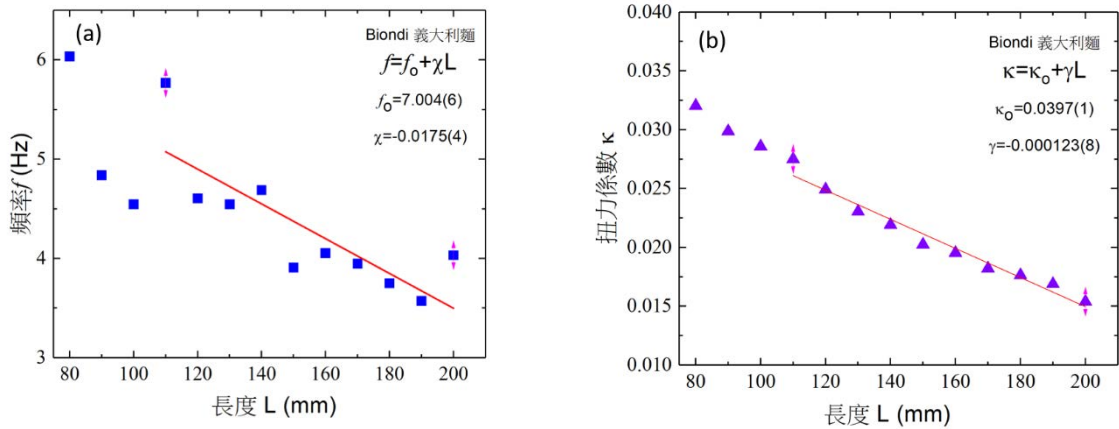 (a)
Biondi 義大利麵
f=fo+χL
fo=7.004(6)
χ=-0.0175(4)
頻率f (Hz)
6
5
4
3
80 100 120 140 160 180 200
長度 L (mm)
(b)
Biondi 義大利麵
κ=κo+γL
κo=0.0397(1)
γ=-0.000123(8)
扭力係數 κ
0.040
0.035
0.030
0.025
0.020
0.015
0.010
80 100 120 140 160 180 200
長度 L (mm)